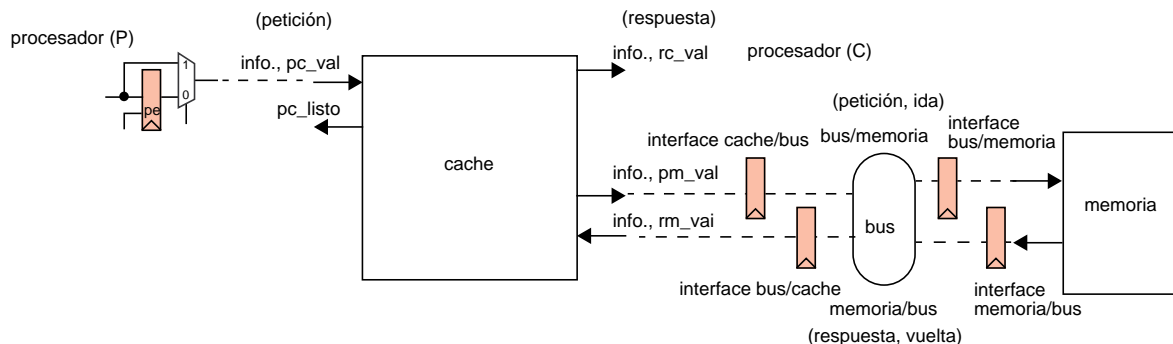 (petición)
(respuesta)
procesador (P)
info., pc_val
info., rc_val
procesador (C)
1
0
pe
pc_listo
cache
(petición, ida)
interface cache/bus
bus/memoria
interface
bus/memoria
info., pm_val
info., rm_vai
bus
memoria
interface bus/cache
memoria/bus
interface
memoria/bus
(respuesta, vuelta)